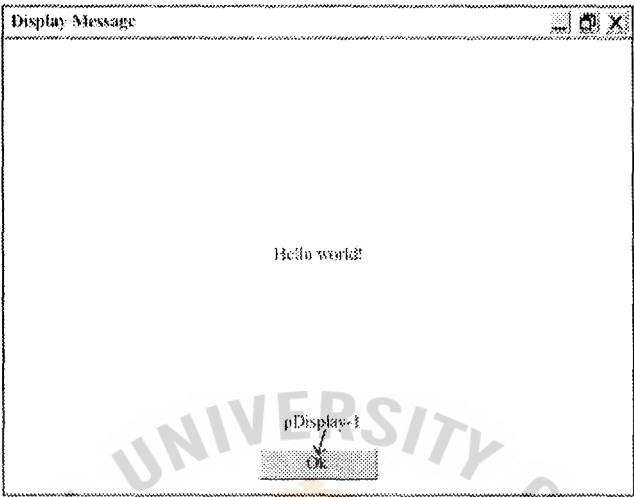 Display Message
Hello world!
pDisplay-1
Ok
UNIVERSITY O